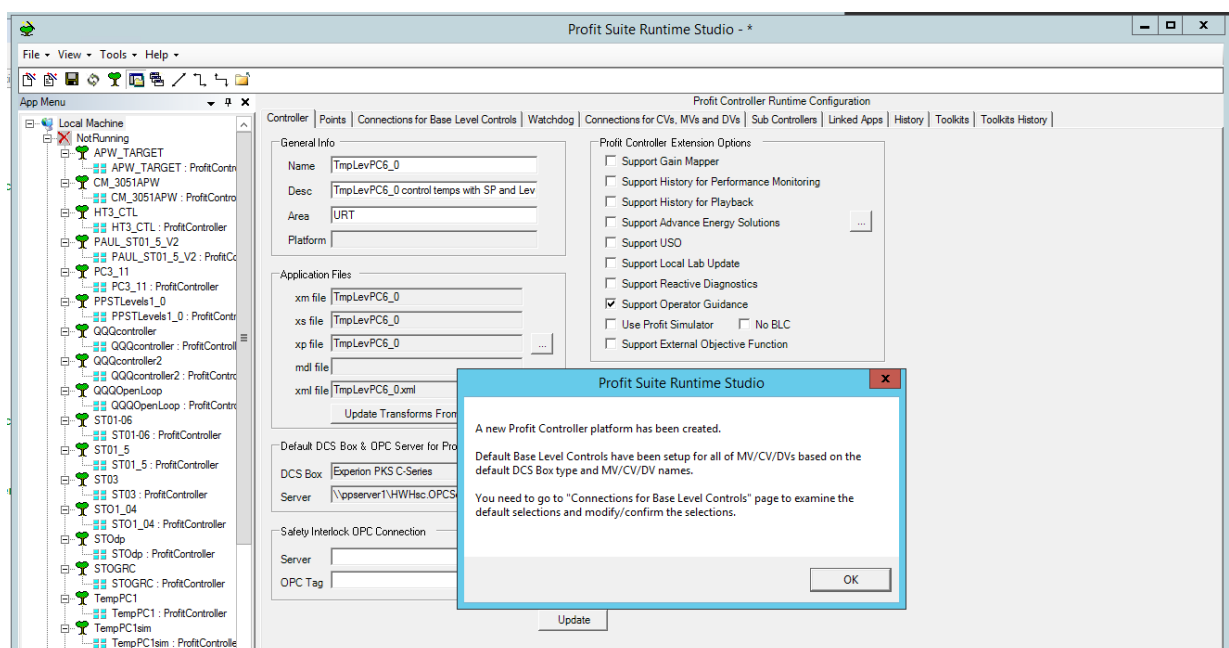 Profit Suite Runtime Studio - *
File View Tools Help
App Menu
Local Machine
NotRunning
APW_TARGET
APW_TARGET : ProfitContr
CM_3051APW
CM_3051APW : ProfitContro
HT3_CTL
HT3_CTL : ProfitController
PAUL_ST01_5_V2
PAUL_ST01_5_V2 : ProfitCo
PC3_11
PC3_11 : ProfitController
PPSTLevels1_0
PPSTLevels1_0 : ProfitContr
QQQcontroller
QQQcontroller : ProfitControll
QQQcontroller2
QQQcontroller2 : ProfitContro
QQQOpenLoop
QQQOpenLoop : ProfitContro
ST01-06
ST01-06 : ProfitController
ST01_5
ST01_5 : ProfitController
ST03
ST03 : ProfitController
STO1_04
STO1_04 : ProfitController
STOdp
STOdp : ProfitController
STOGRC
STOGRC : ProfitController
TempPC1
TempPC1 : ProfitController
TempPC1sim
TempPC1sim : ProfitControlle
Profit Controller Runtime Configuration
Controller Points Connections for Base Level Controls Watchdog Connections for CVs, MVs and DVs Sub Controllers Linked Apps History Toolkits Toolkits History
General Info
Name TmpLevPC6_0
Desc TmpLevPC6_0 control temps with SP and Lev
Area URT
Platform
Application Files
xm file TmpLevPC6_0
xs file TmpLevPC6_0
xp file TmpLevPC6_0
...
mdl file
xml file TmpLevPC6_0.xml
Update Transforms From
Default DCS Box & OPC Server for Pro
DCS Box Experion PKS C-Series
Server \\ppserver1\HWHsc.OPCSe
Safety Interlock OPC Connection
Server
OPC Tag
Update
Profit Controller Extension Options
Support Gain Mapper
Support History for Performance Monitoring
Support History for Playback
Support Advance Energy Solutions
...
Support USO
Support Local Lab Update
Support Reactive Diagnostics
Support Operator Guidance
Use Profit Simulator No BLC
Support External Objective Function
Profit Suite Runtime Studio
A new Profit Controller platform has been created.
Default Base Level Controls have been setup for all of MV/CV/DVs based on the
default DCS Box type and MV/CV/DV names.
You need to go to "Connections for Base Level Controls" page to examine the
default selections and modify/confirm the selections.
OK